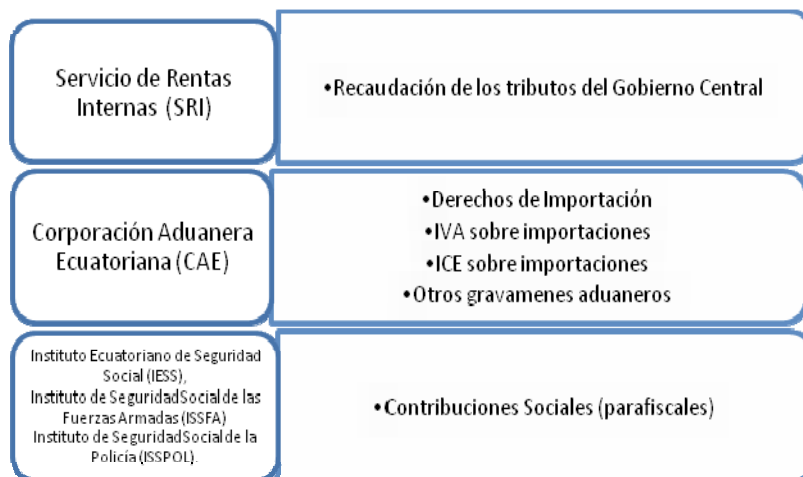 Servicio de Rentas
Internas (SRI)
•Recaudación de los tributos del Gobierno Central
Corporación Aduanera
Ecuatoriana (CAE)
•Derechos de Importación
•IVA sobre importaciones
•ICE sobre importaciones
•Otros gravamenes aduaneros
Instituto Ecuatoriano de Seguridad
Social (IESS),
Instituto de Seguridad Social de las
Fuerzas Armadas (ISSFA)
Instituto de Seguridad Social de la
Policía (ISSPOL).
•Contribuciones Sociales (parafiscales)